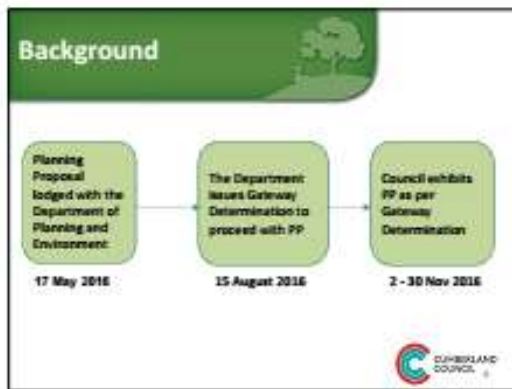 Background
Planning
Proposal
lodged with the
Department of
Planning and
Environment
17 May 2016
The Department
issues Gateway
Determination to
proceed with PP
15 August 2016
Council exhibits
PP as per
Gateway
Determination
2 - 30 Nov 2016
CUMBERLAND
COUNCIL